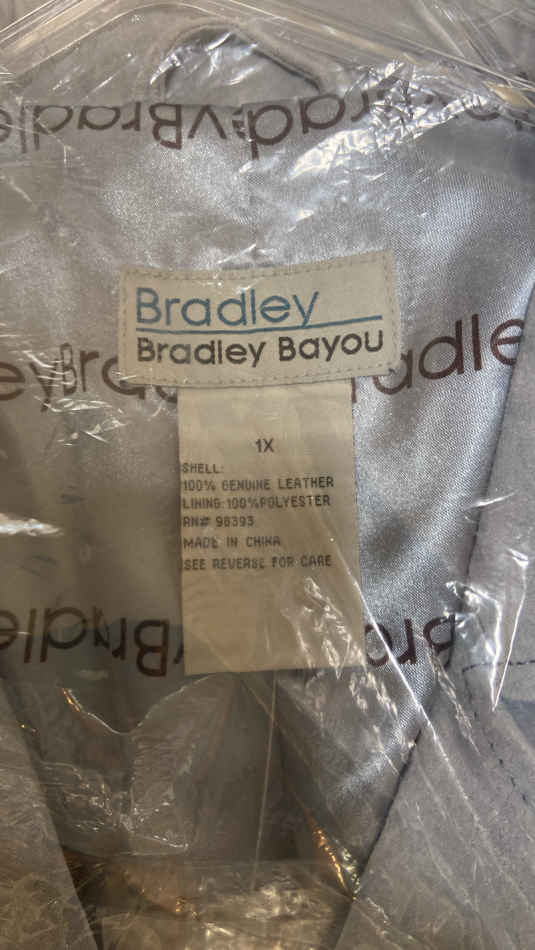 Bradley
Bradley Bayou
1X
SHELL:
100% GENUINE LEATHER
LINING:100%POLYESTER
RN# 98393
MADE IN CHINA
SEE REVERSE FOR CARE